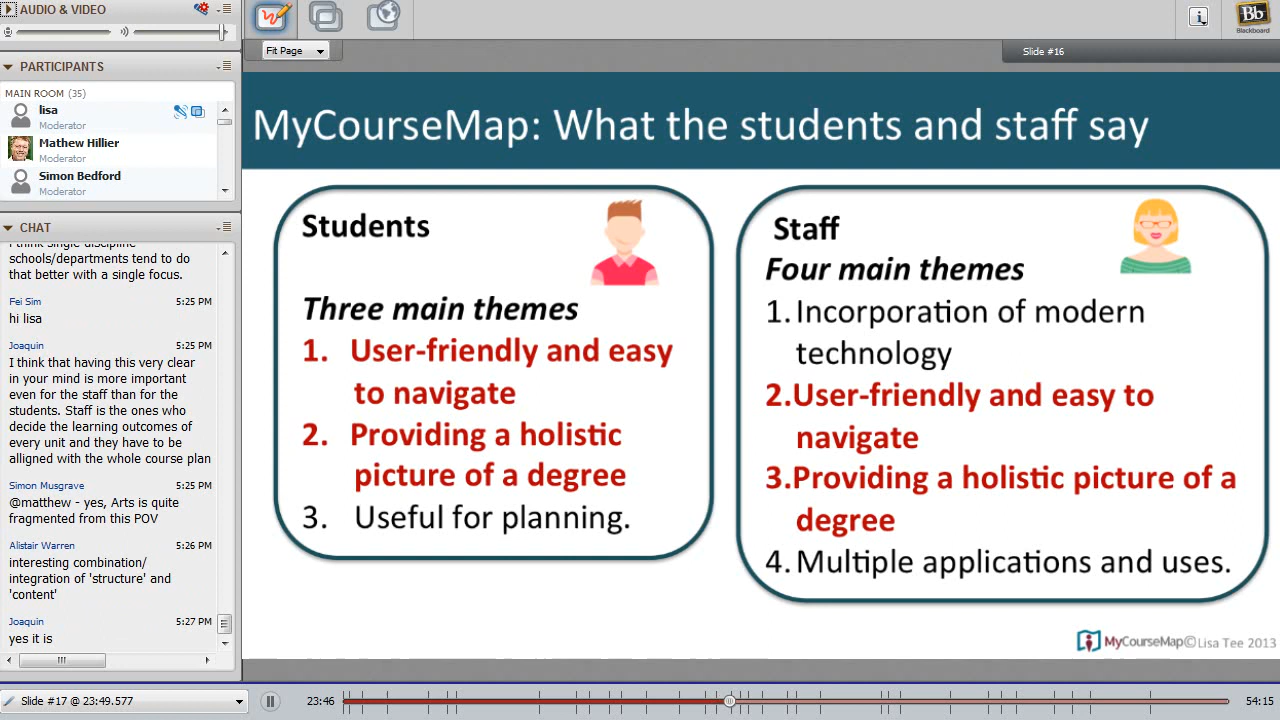 AUDIO & VIDEO
PARTICIPANTS
MAIN ROOM (35)
lisa
Moderator
Mathew Hillier
Moderator
Simon Bedford
Moderator
CHAT
I think single discipline
schools/departments tend to do
that better with a single focus.
Fei Sim 5:25 PM
hi lisa
Joaquin 5:25 PM
I think that having this very clear
in your mind is more important
even for the staff than for the
students. Staff is the ones who
decide the learning outcomes of
every unit and they have to be
alligned with the whole course plan
Simon Musgrave 5:25 PM
@matthew - yes, Arts is quite
fragmented from this POV
Alistair Warren 5:26 PM
interesting combination/
integration of 'structure' and
'content'
Joaquin 5:27 PM
yes it is
Fit Page
Slide #16
Bb
Blackboard
MyCourseMap: What the students and staff say
Students
Three main themes
1. User-friendly and easy
to navigate
2. Providing a holistic
picture of a degree
3. Useful for planning.
Staff
Four main themes
1. Incorporation of modern
technology
2.User-friendly and easy to
navigate
3.Providing a holistic picture of a
degree
4. Multiple applications and uses.
MyCourseMap©Lisa Tee 2013
Slide #17 @ 23:49.577
23:46
54:15